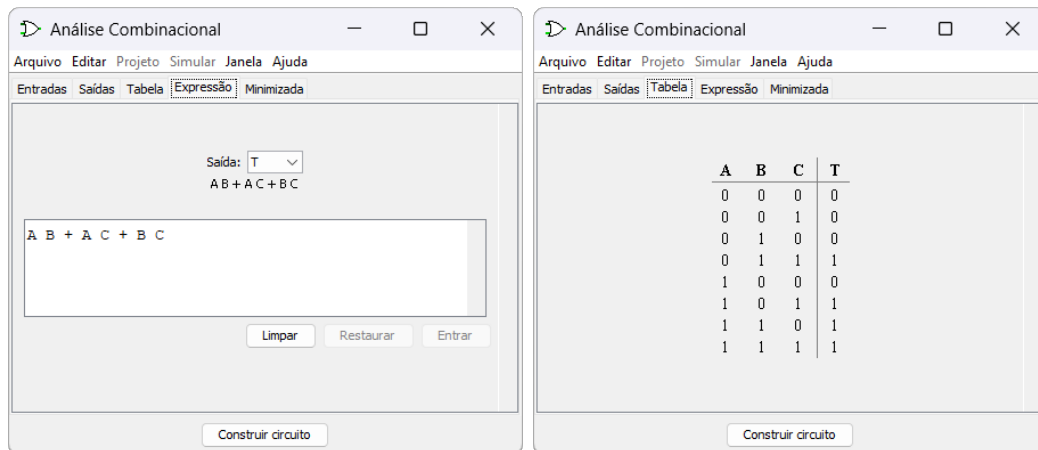 Análise Combinacional
Arquivo Editar Projeto Simular Janela Ajuda
Entradas Saídas Tabela Expressão Minimizada
Saída: T
A B + A C + B C
A B + A C + B C
Limpar Restaurar Entrar
Construir circuito
Análise Combinacional
Arquivo Editar Projeto Simular Janela Ajuda
Entradas Saídas Tabela Expressão Minimizada
A B C T
0 0 0 0
0 0 1 0
0 1 0 0
0 1 1 1
1 0 0 0
1 0 1 1
1 1 0 1
1 1 1 1
Construir circuito